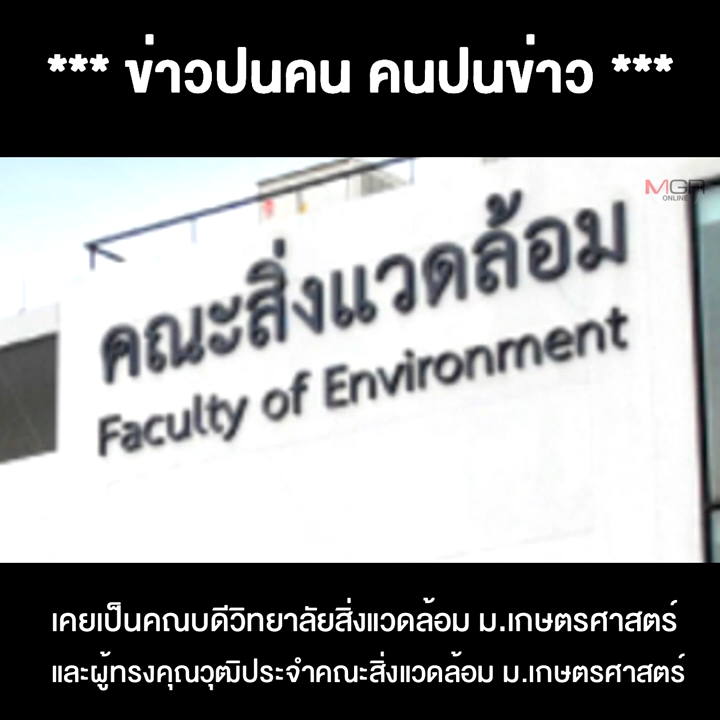 *** ข่าวปนคน คนปนข่าว ***
MGR
ONLINE
คณะสิ่งแวดล้อม
Faculty of Environment
เคยเป็นคณบดีวิทยาลัยสิ่งแวดล้อม ม.เกษตรศาสตร์
และผู้ทรงคุณวุฒิประจำคณะสิ่งแวดล้อม ม.เกษตรศาสตร์